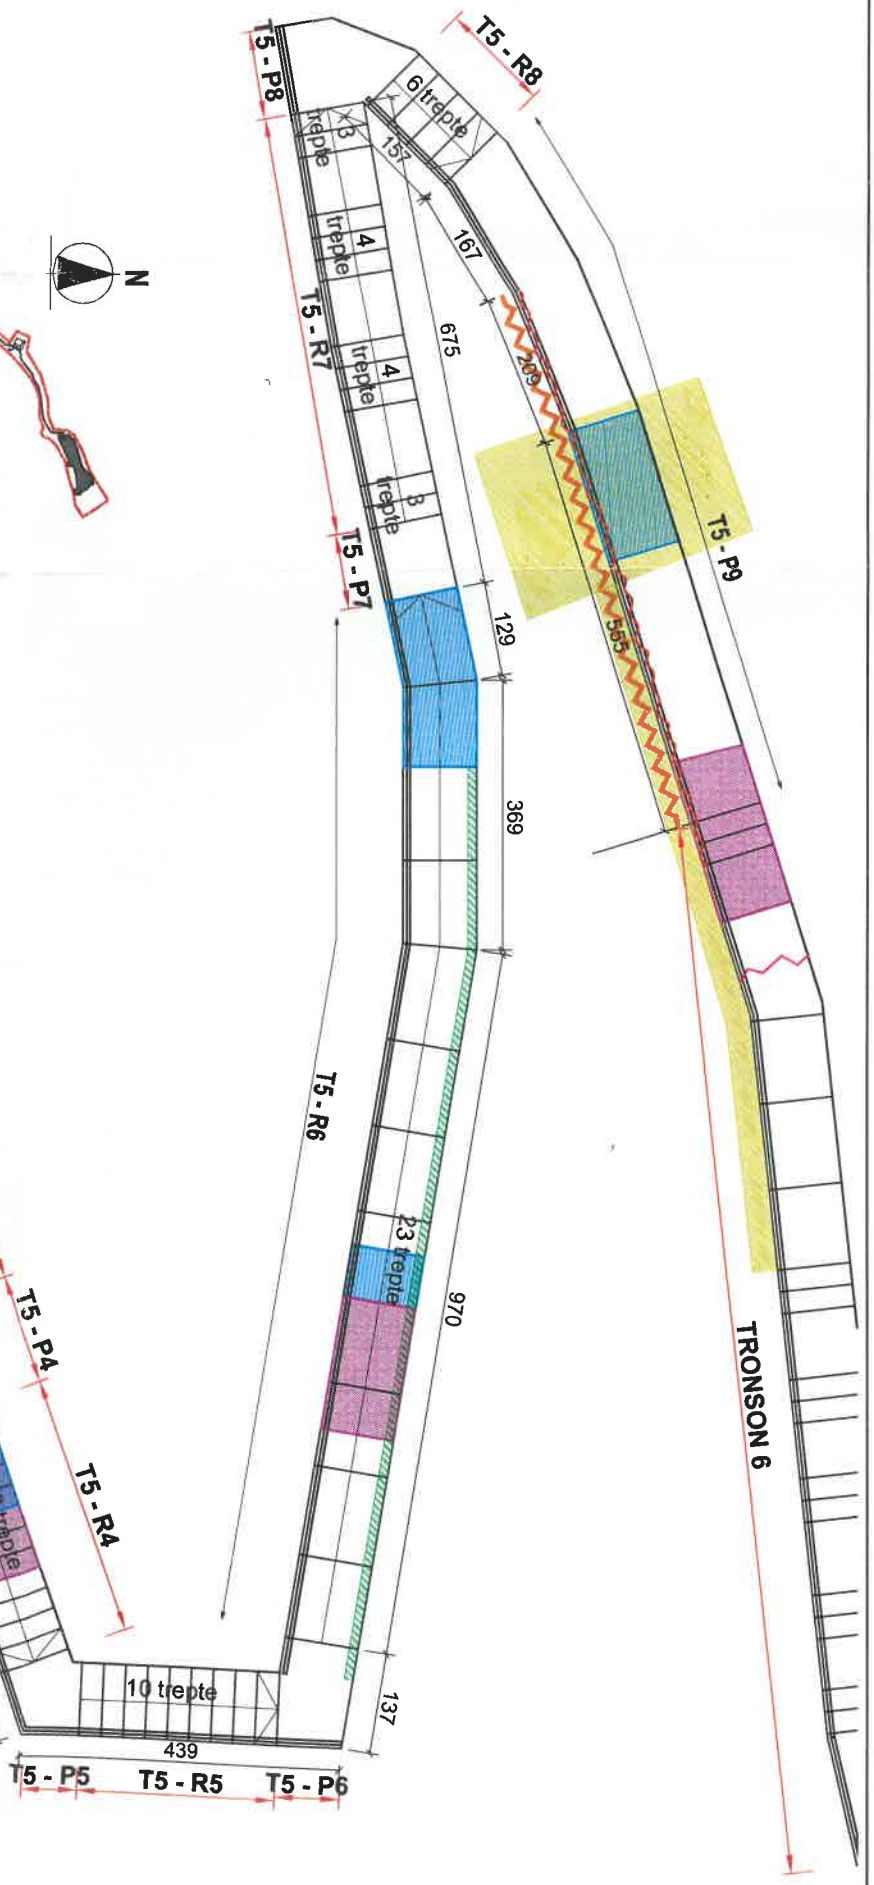 T5 - R8
T5 - P8
6 trepte
3
trepte
157
4
trepte
167
N
T5 - R7
675
209
4
trepte
3
trepte
T5 - P7
T5 - P9
129
555
369
T5 - R6
23 trepte
970
TRONSON 6
T5 - P4
T5 - R4
trepte
10 trepte
137
439
T5 - P5
T5 - R5
T5 - P6